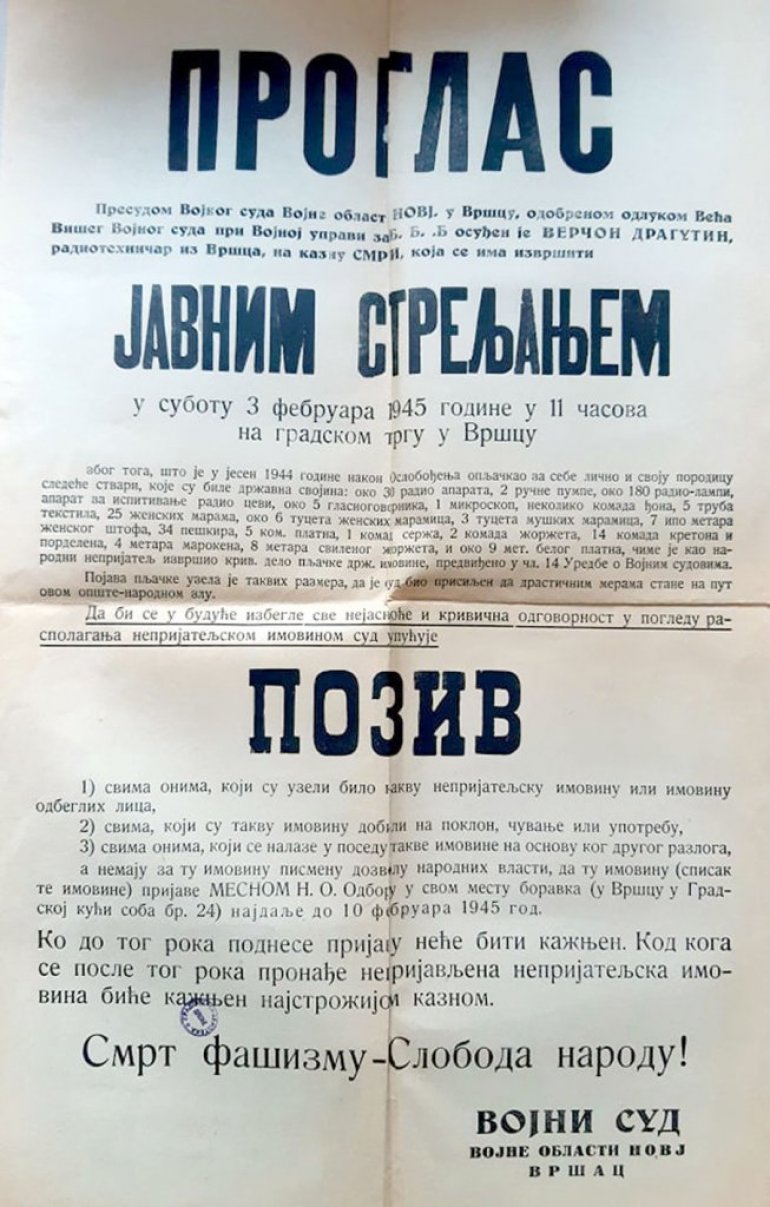 ПРОГЛАС
Пресудом Војног суда Војне област НОВЈ. у Вршцу, одобреном одлуком Већа
Вишег Војног суда при Војној управи за Б. Б. .Б осуђен је ВЕРЧОН ДРАГУТИН,
радиотехничар из Вршца, на казну СМРИ, која се има извршити
ЈАВНИМ СТРЕЉАЊЕМ
у суботу 3 фебруара 1945 године у 11 часова
на градском тргу у Вршцу
због тога, што је у јесен 1944 године након Ослобођења опљачкао за себе лично и своју породицу
следеће ствари, које су биле државна својина: око 30 радио апарата, 2 ручне пумпе, око 180 радио-лампи,
апарат за испитивање радио цеви, око 5 гласноговорника, 1 микроскоп, неколико комада ђона, 5 труба
текстила, 25 женских марама, око 6 туцета женских марамица, 3 туцета мушких марамица, 7 ипо метара
женског штофа, 34 пешкира, 5 ком. платна, 1 комад сержа, 2 комада жоржета, 14 комада кретона и
порделена, 4 метара марокена, 8 метара свиленог жоржета, и око 9 мет. белог платна, чиме је као на-
родни непријатељ извршио крив. дело пљачке држ. имовине, предвиђено у чл. 14 Уредбе о Војним судовима.
Појава пљачке узела је таквих размера, да је суд био присиљен да драстичним мерама стане на пут
овом опште-народном злу.
Да би се у будуће избегле све нејасноће и кривична одговорност у погледу ра-
сполагања непријатељском имовином суд упућује
ПОЗИВ
1) свима онима, који су узели било какву непријатељску имовину или имовину
одбеглих лица,
2) свима, који су такву имовину добили на поклон, чување или употребу,
3) свима онима, који се налазе у поседу такве имовине на основу ког другог разлога,
а немају за ту имовину писмену дозволу народних власти, да ту имовину (списак
те имовине) пријаве МЕСНОМ Н. О. Одбору у свом месту боравка (у Вршцу у Град-
ској кући соба бр. 24) најдаље до 10 фебруара 1945 год.
Ко до тог рока поднесе пријаву неће бити кажњен. Код кога
се после тог рока пронађе непријављена непријатељска имо-
вина биће кажњен најстрожијом казном.
Смрт фашизму-Слобода народу!
ВОЈНИ СУД
ВОЈНЕ ОБЛАСТИ НОВЈ
ВРШАЦ